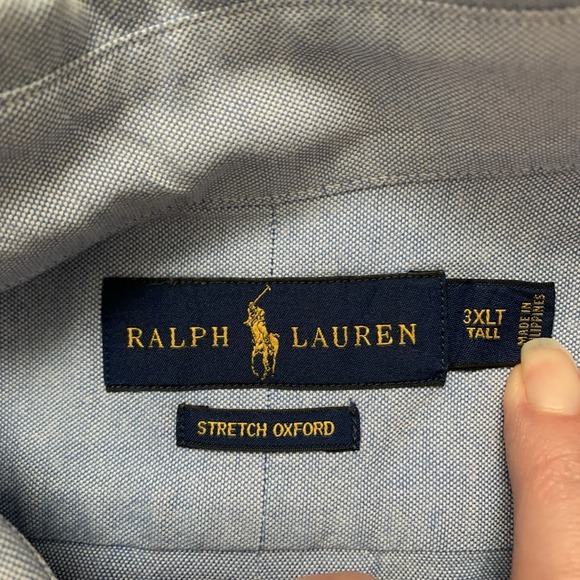 RALPH LAUREN
3XLT
TALL
MADE IN
STRETCH OXFORD